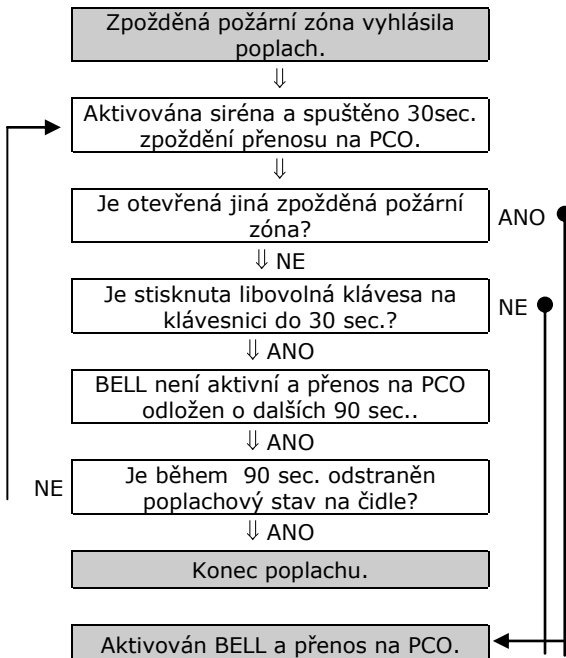 Zpožděná požární zóna vyhlásila
poplach.
⇓
Aktivována siréna a spuštěno 30sec.
zpoždění přenosu na PCO.
⇓
Je otevřená jiná zpožděná požární
zóna?
ANO
⇓ NE
Je stisknuta libovolná klávesa na
klávesnici do 30 sec.?
NE
⇓ ANO
BELL není aktivní a přenos na PCO
odložen o dalších 90 sec..
⇓ ANO
Je během 90 sec. odstraněn
poplachový stav na čidle?
NE
⇓ ANO
Konec poplachu.
Aktivován BELL a přenos na PCO.